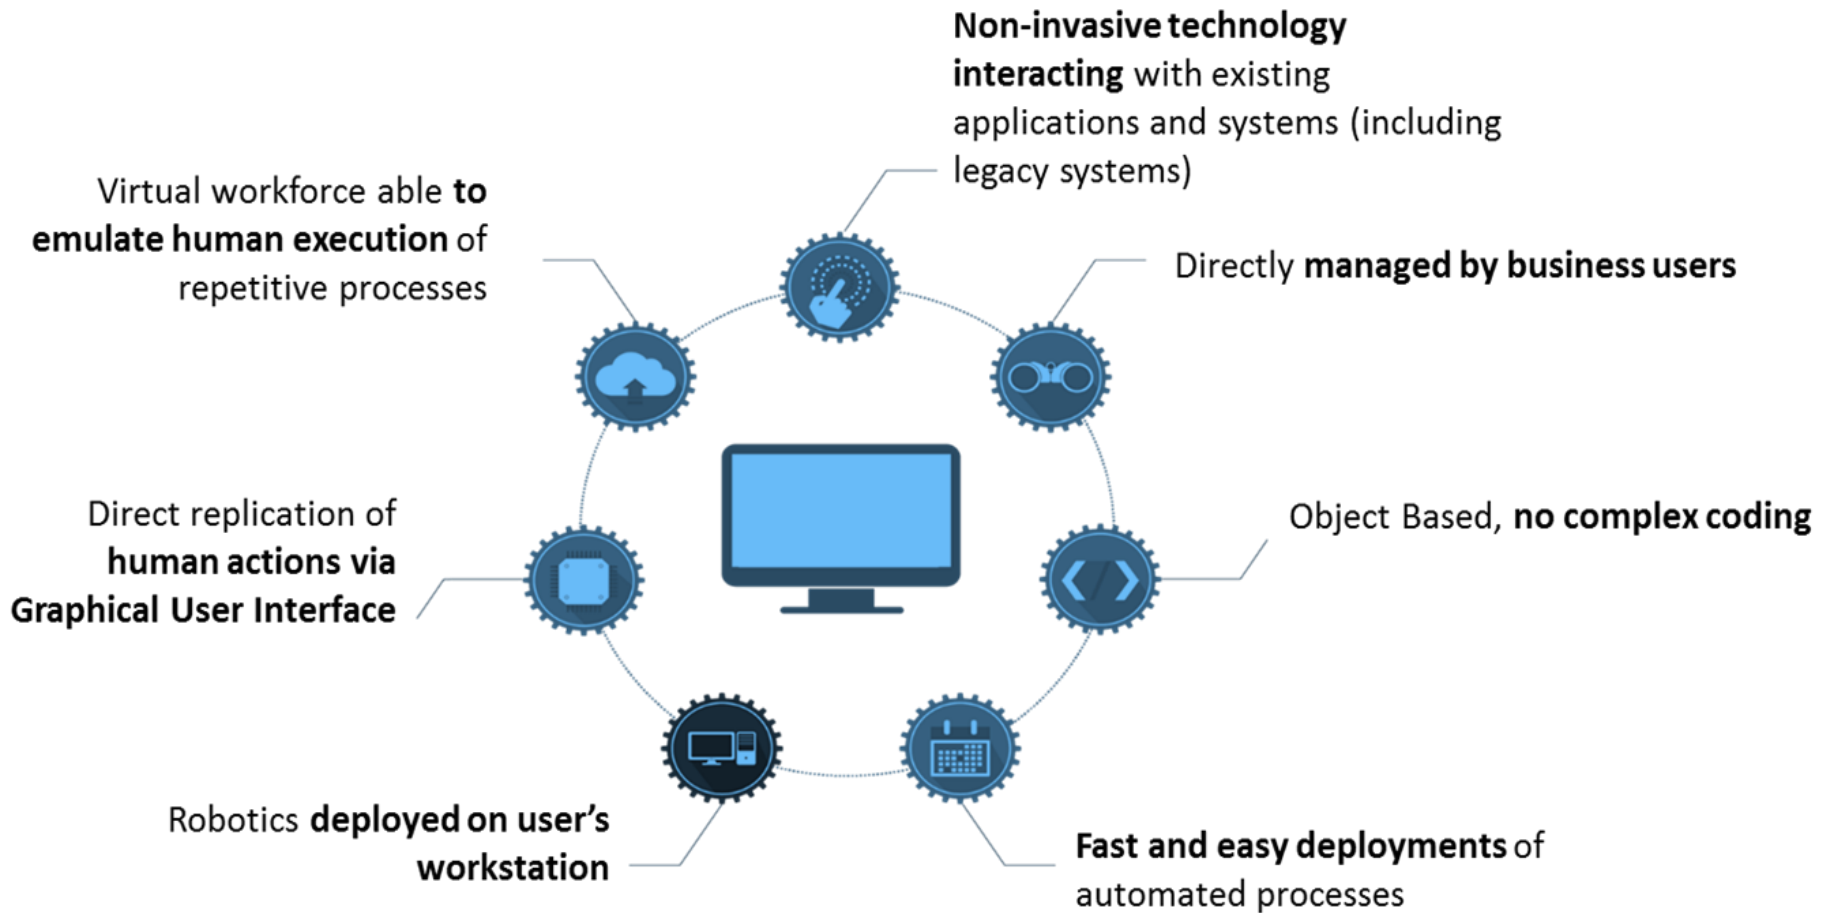 Non-invasive technology
interacting with existing
applications and systems (including
legacy systems)
Virtual workforce able to
emulate human execution of
repetitive processes
Directly managed by business users
Direct replication of
human actions via
Graphical User Interface
Object Based, no complex coding
Robotics deployed on user’s
workstation
Fast and easy deployments of
automated processes